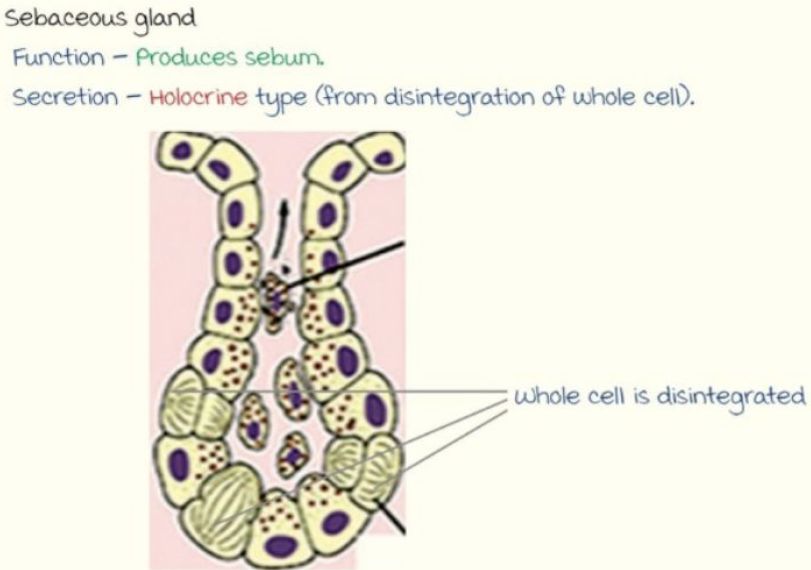 Sebaceous gland
Function – Produces sebum.
Secretion – Holocrine type (from disintegration of whole cell).
Whole cell is disintegrated